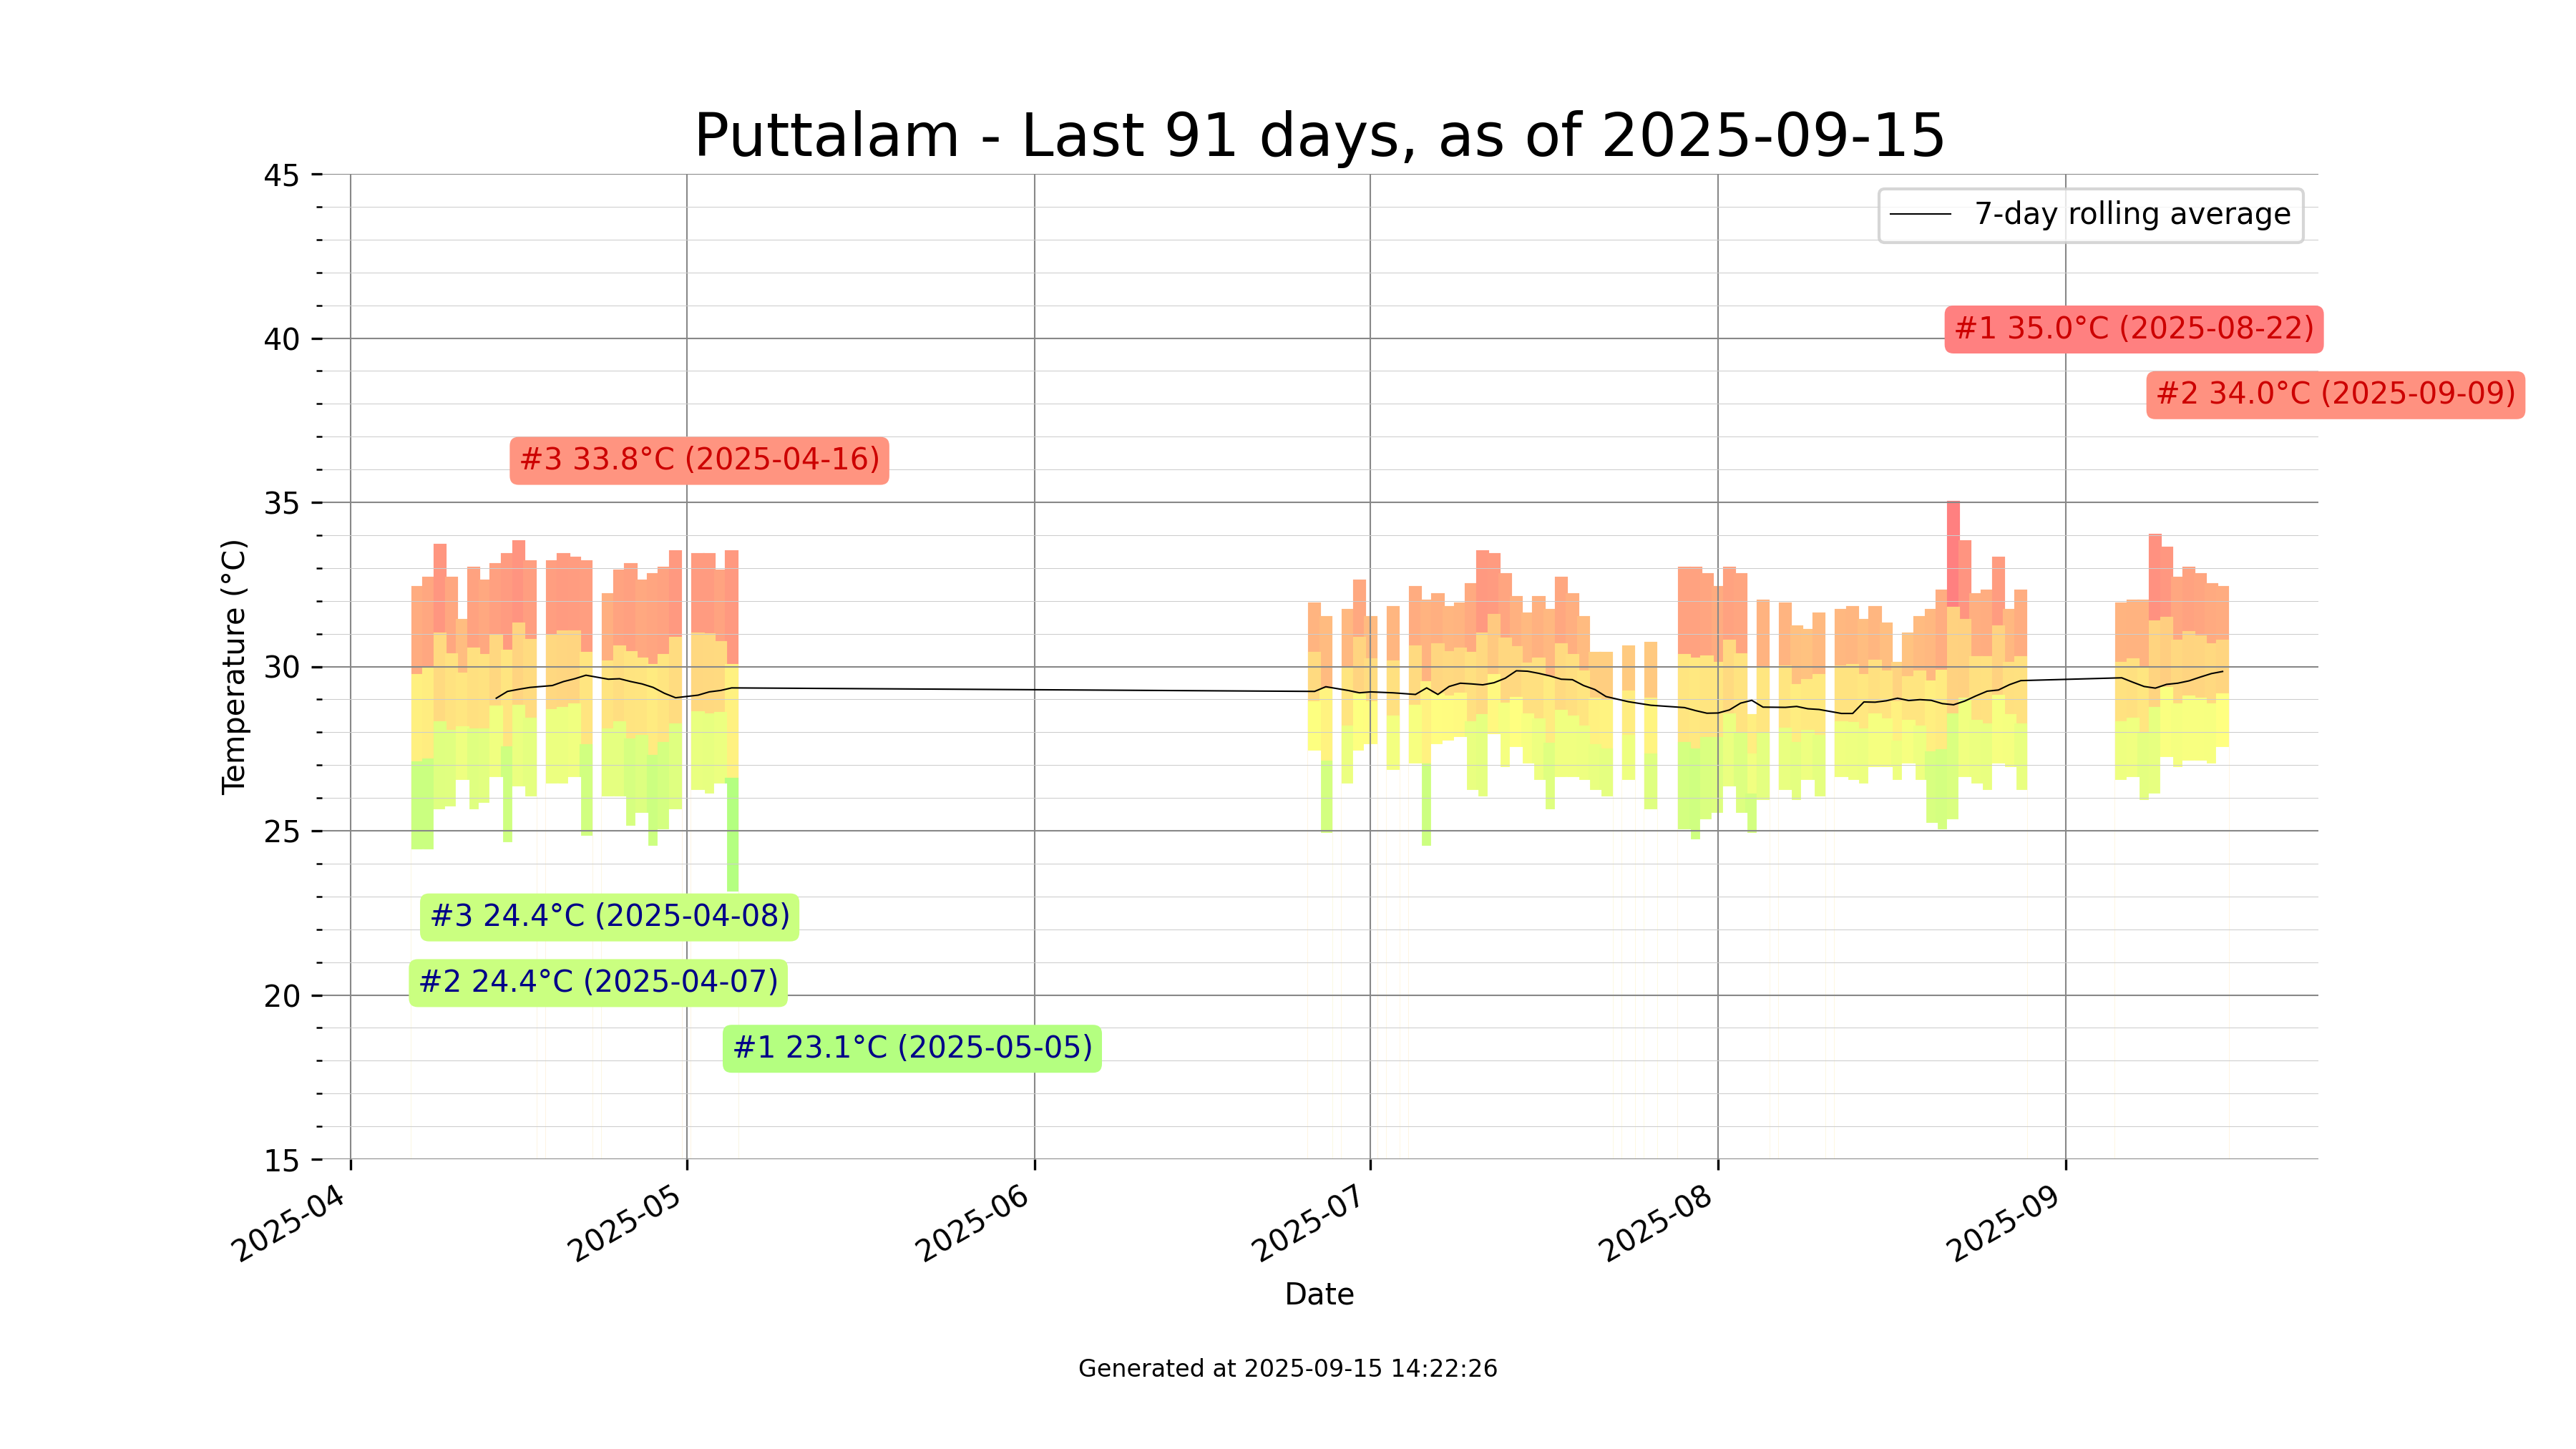 Puttalam - Last 91 days, as of 2025-09-15
45
40
35
30
25
20
15
Temperature (°C)
7-day rolling average
#1 35.0°C (2025-08-22)
#2 34.0°C (2025-09-09)
#3 33.8°C (2025-04-16)
#3 24.4°C (2025-04-08)
#2 24.4°C (2025-04-07)
#1 23.1°C (2025-05-05)
2025-04
2025-05
2025-06
2025-07
2025-08
2025-09
Date
Generated at 2025-09-15 14:22:26